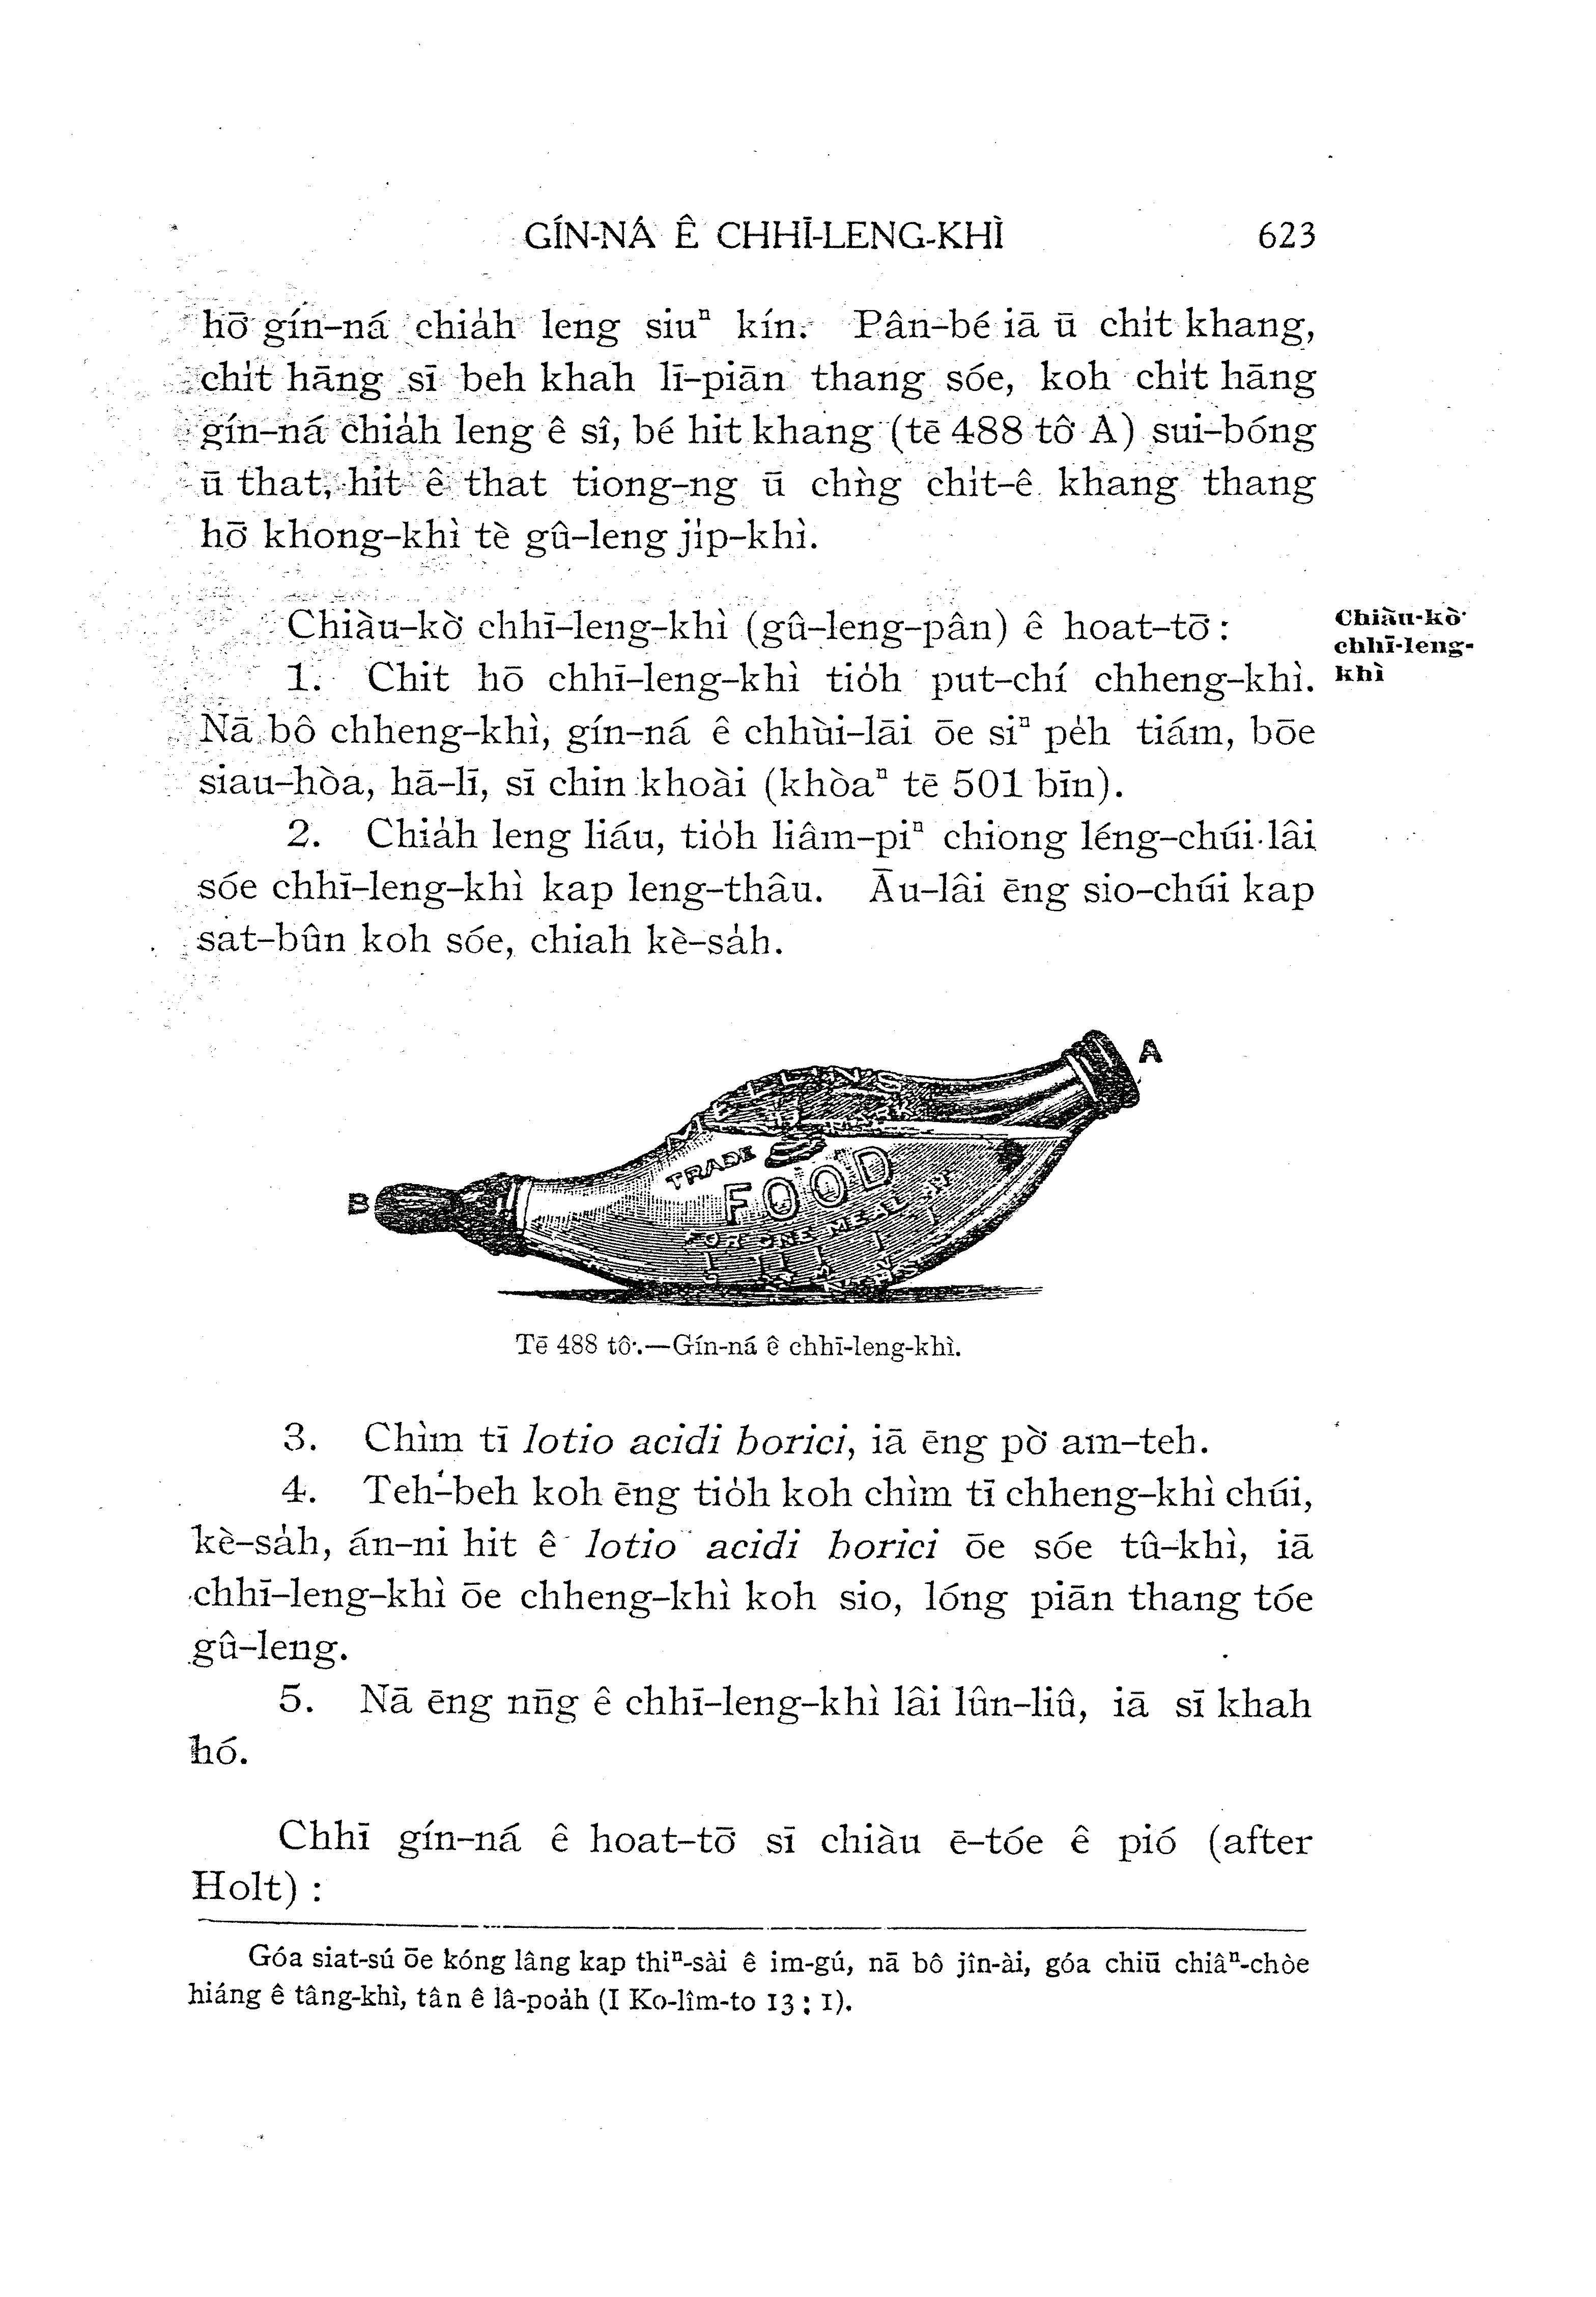 GÍN-NÁ Ê CHHĪ-LENG-KHÌ 623
hō͘ gín-ná chia̍h leng siuⁿ kín. Pân-bé iā ū chi̍t khang,
chi̍t hāng sī beh khah lī-piān thang sóe, koh chi̍t hāng
gín-ná chia̍h leng ê sî, bé hit khang (tē 488 tô͘ A) sui-bóng
ū that, hit ê that tiong-ng ū chǹg chi̍t-ê khang thang
hō͘ khong-khì tè gû-leng ji̍p-khì.
Chiàu-kò͘ chhī-leng-khì (gû-leng-pân) ê hoat-tō͘:
Chiàu-kò͘
chhī-leng-
khì
1. Chit hō chhī-leng-khì tio̍h put-chí chheng-khì.
Nā bô chheng-khì, gín-ná ê chhùi-lāi ōe siⁿ pe̍h tiám, bōe
siau-hòa, hā-lī, sī chin khoài (khòaⁿ tē 501 bīn).
2. Chia̍h leng liáu, tio̍h liâm-piⁿ chiong léng-chúi lâi
sóe chhī-leng-khì kap leng-thâu. Āu-lâi ēng sio-chúi kap
sat-bûn koh sóe, chiah kè-sa̍h.
A
MELLIN'S
TRADE MARK
B
FOOD
FOR ONE MEAL AT
Tē 488 tô͘.—Gín-ná ê chhī-leng-khì.
3. Chìm tī lotio acidi borici, iā ēng pò͘ am-teh.
4. Teh-beh koh ēng tio̍h koh chìm tī chheng-khì chúi,
kè-sa̍h, án-ni hit ê lotio acidi borici ōe sóe tû-khì, iā
chhī-leng-khì ōe chheng-khì koh sio, lóng piān thang tóe
gû-leng.
5. Nā ēng nn̄g ê chhī-leng-khì lâi lûn-liû, iā sī khah
hó.
Chhī gín-ná ê hoat-tō͘ sī chiàu ē-tóe ê pió (after
Holt) :
Góa siat-sú ōe kóng lâng kap thiⁿ-sài ê im-gú, nā bô jîn-ài, góa chiū chiâⁿ-chòe
hiáng ê tâng-khì, tân ê lâ-poa̍h (I Ko-lîm-to 13 : 1).